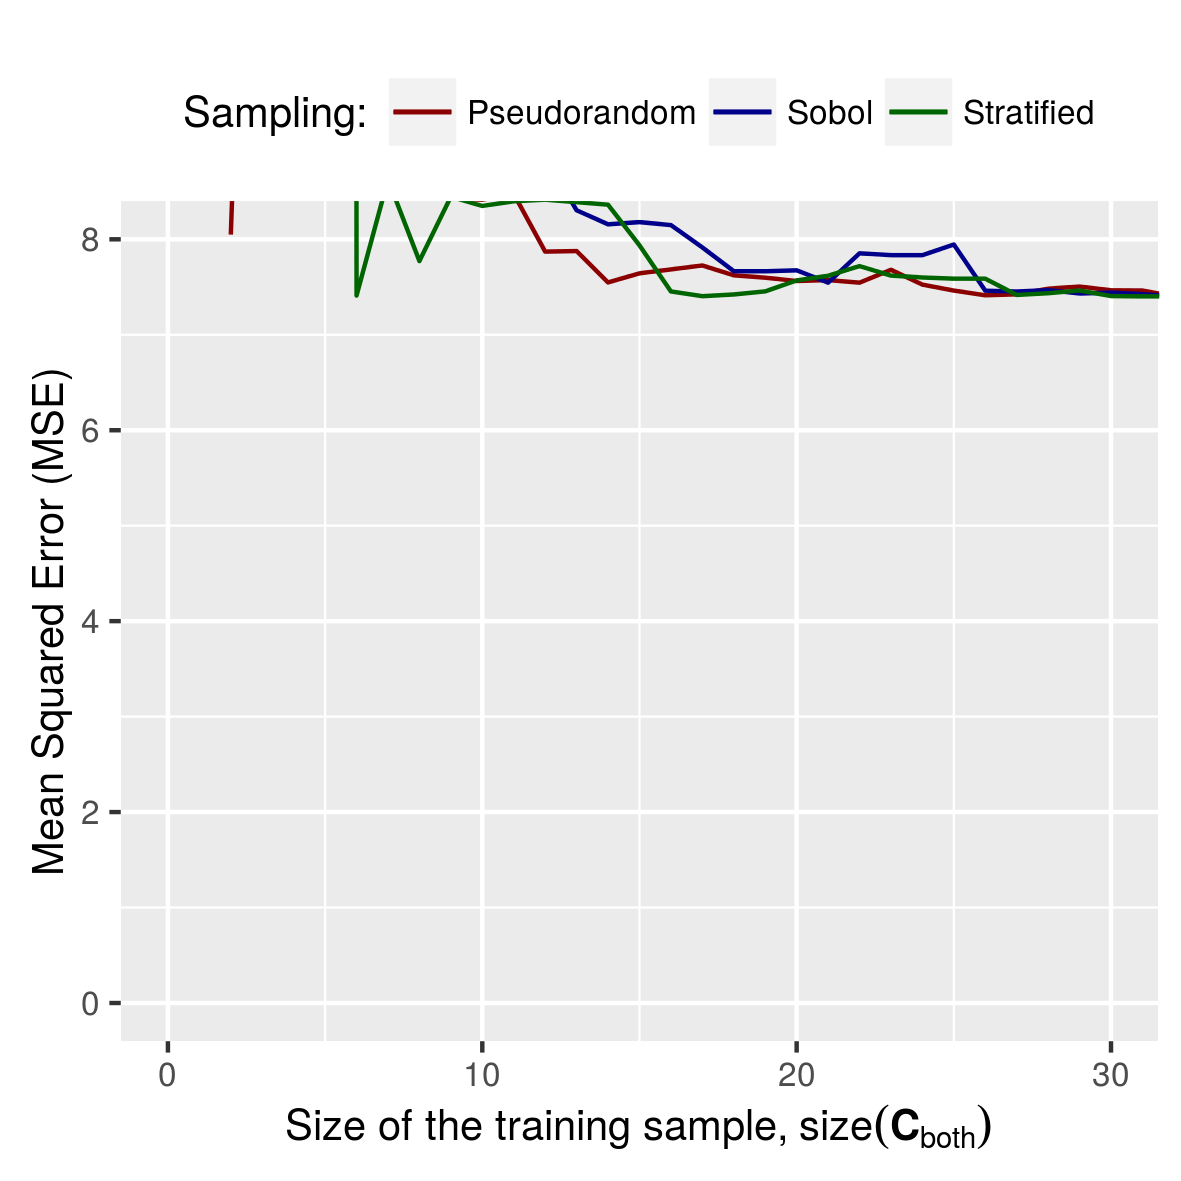 Sampling: Pseudorandom Sobol Stratified
Mean Squared Error (MSE)
8
6
4
2
0
0 10 20 30
Size of the training sample, size(C_both)